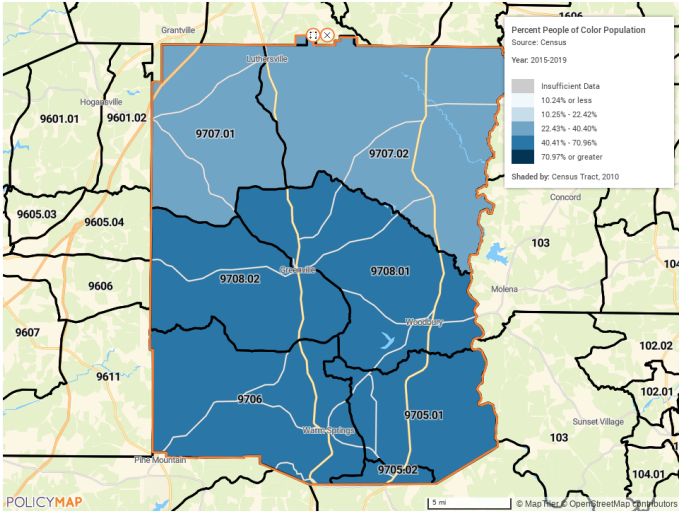 Grantville
1606
Percent People of Color Population
Source: Census
Year: 2015-2019
Insufficient Data
10.24% or less
10.25% - 22.42%
22.43% - 40.40%
40.41% - 70.96%
70.97% or greater
Shaded by: Census Tract, 2010
Luthersville
Hogansville
9601.01
9601.02
9707.01
9707.02
Concord
9605.03
9605.04
103
104
9708.02
Greenville
9708.01
9606
Molena
Woodbury
9607
102.02
9611
102.01
9706
9705.01
Sunset Village
Warm Springs
103
Pine Mountain
9705.02
104.01
POLICYMAP
5 mi
© MapTiler © OpenStreetMap contributors